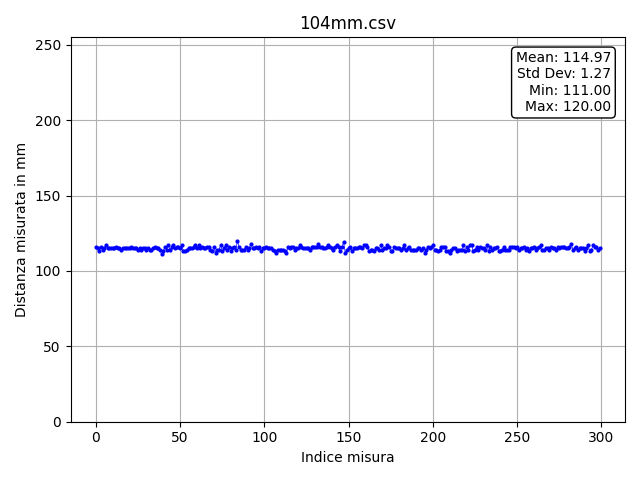 104mm.csv
Mean: 114.97
Std Dev: 1.27
Min: 111.00
Max: 120.00
Distanza misurata in mm
250
200
150
100
50
0
0 50 100 150 200 250 300
Indice misura